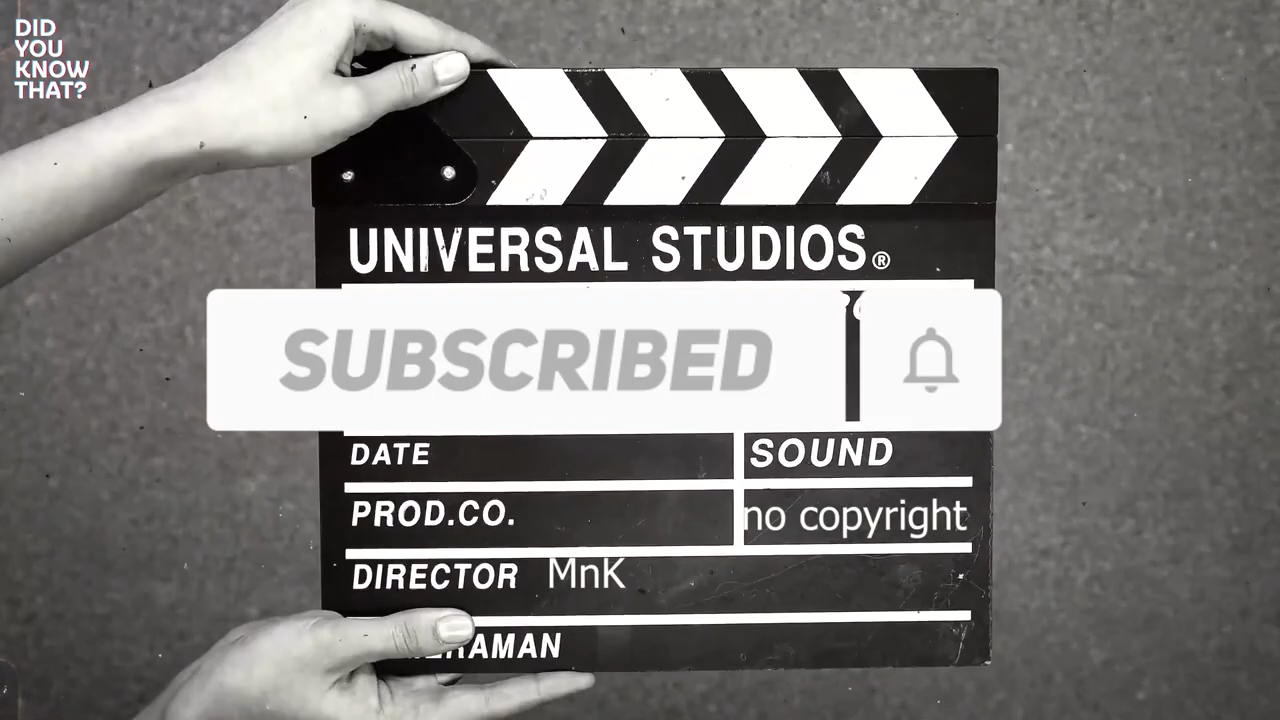 DID
YOU
KNOW
THAT?
UNIVERSAL STUDIOS®
SUBSCRIBED
DATE
SOUND
PROD.CO.
no copyright
DIRECTOR MnK